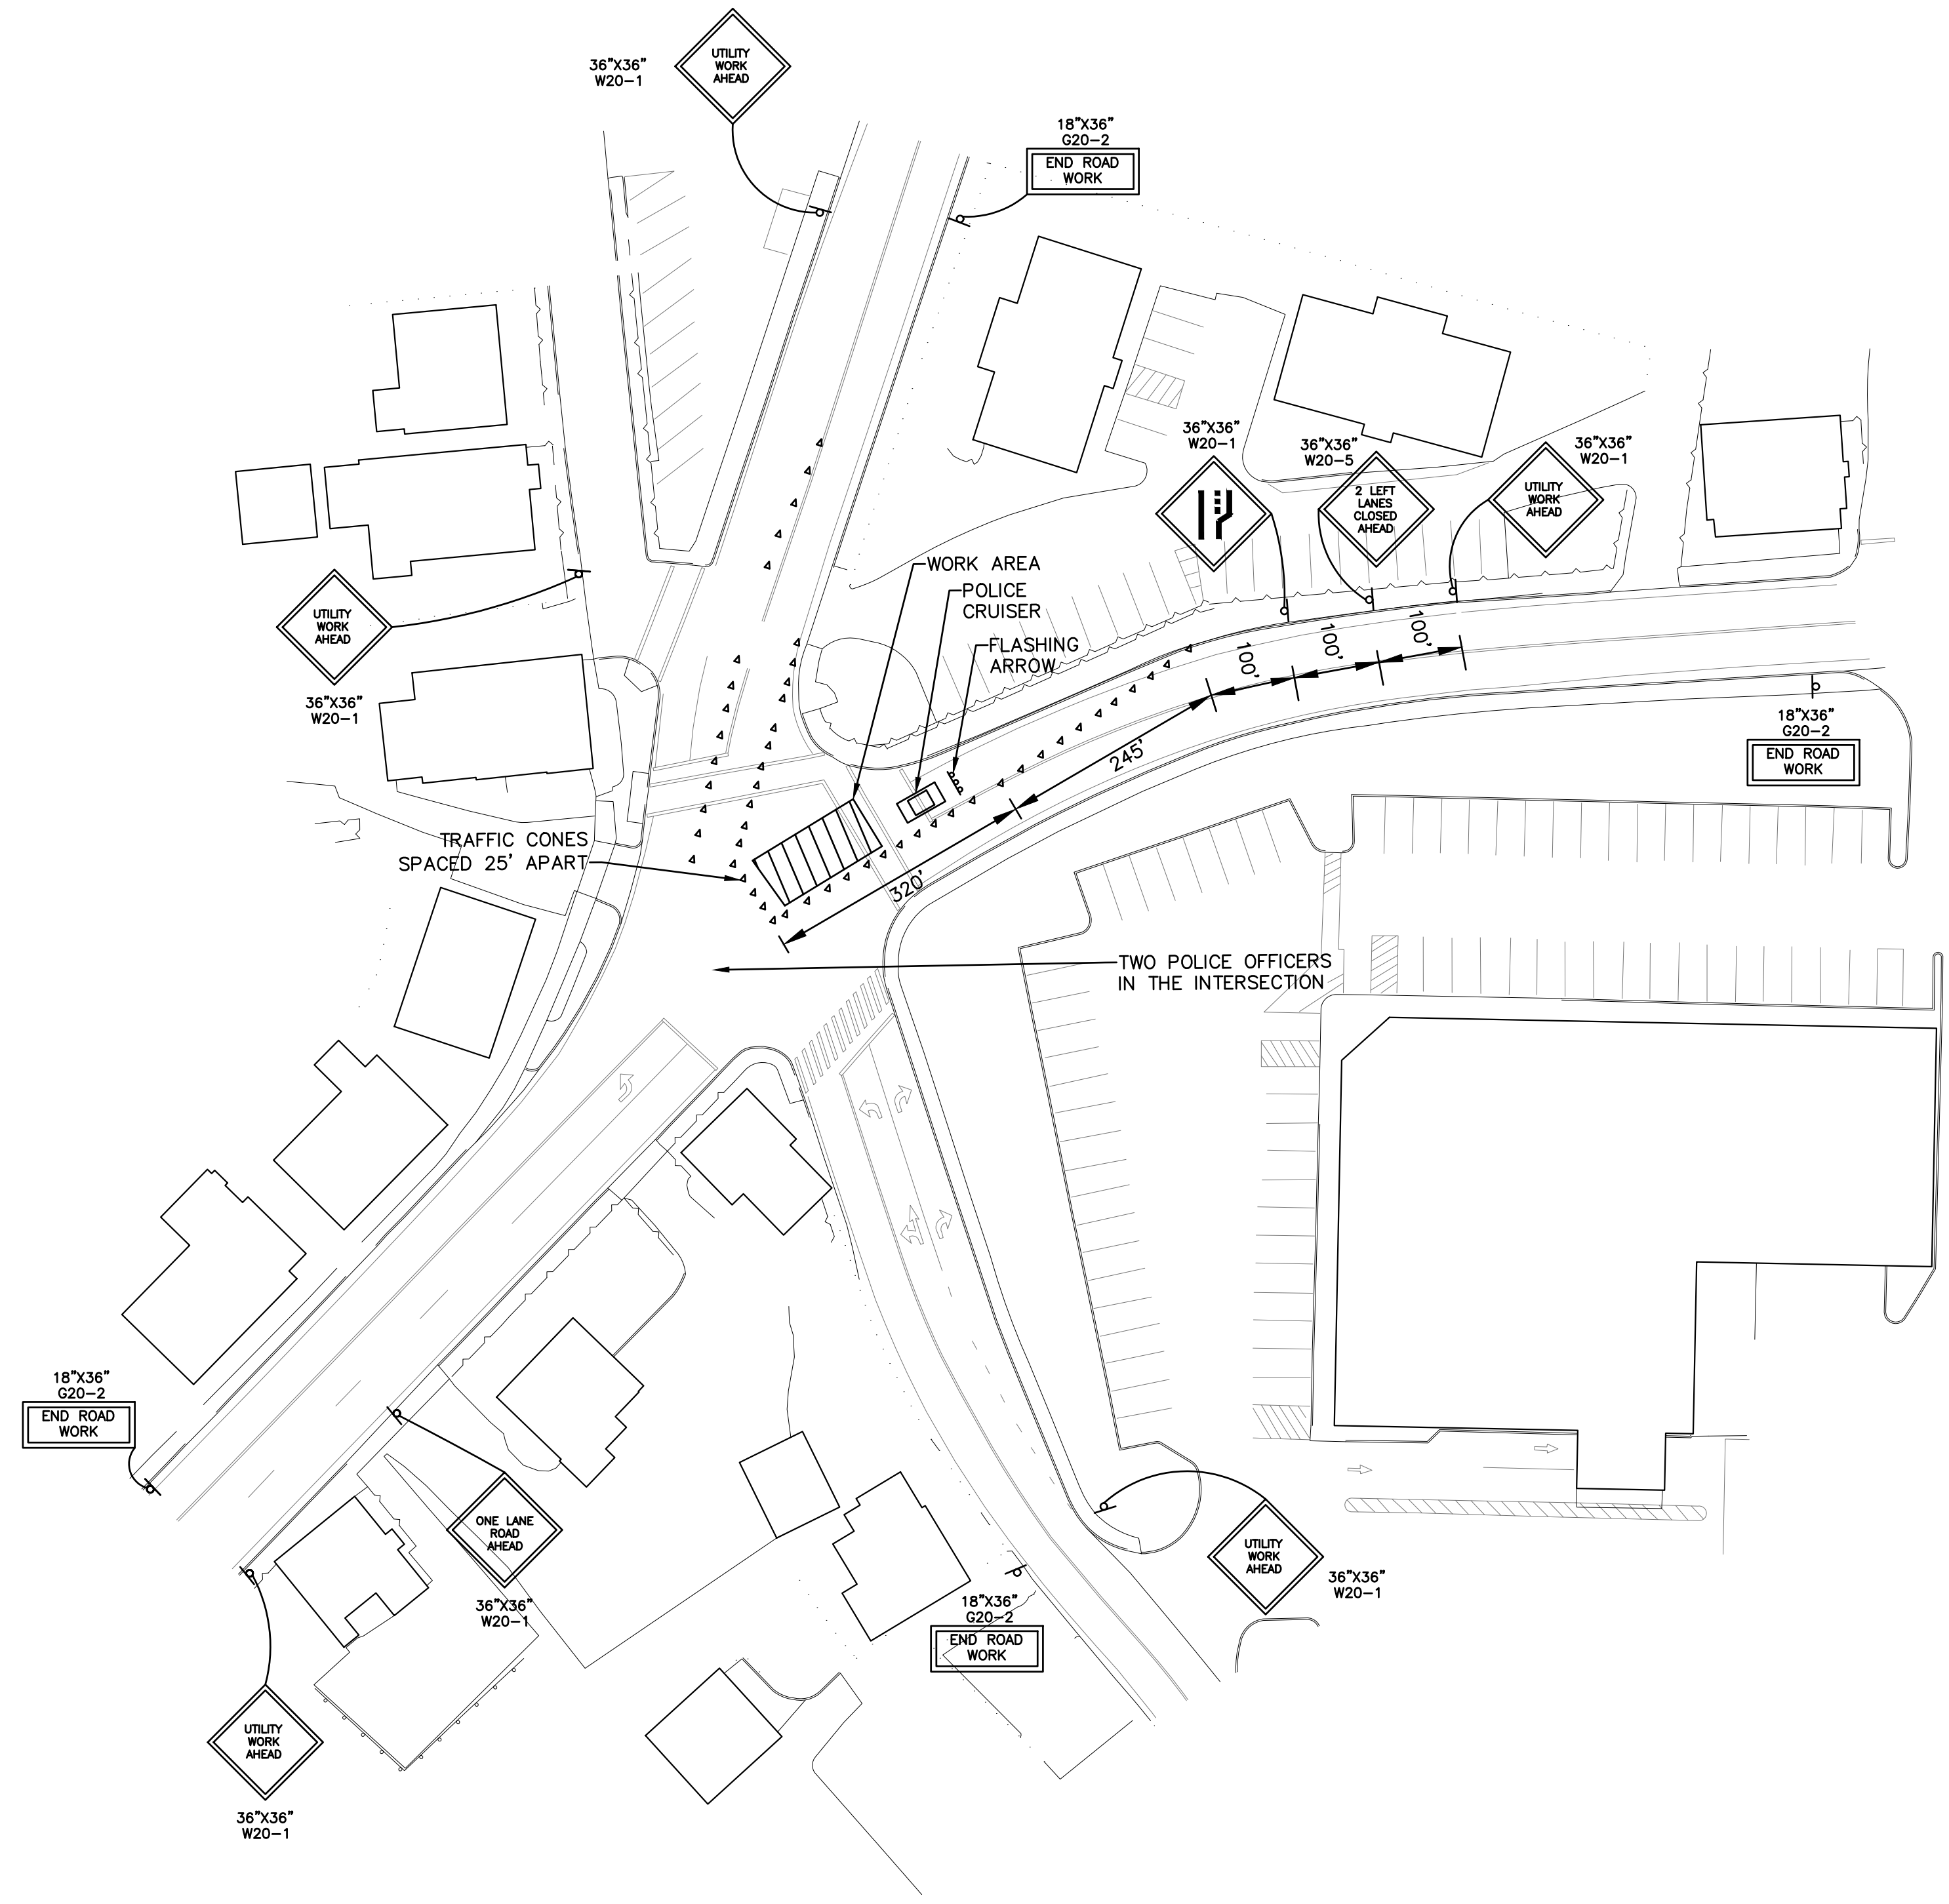 36"X36"
W20-1
UTILITY
WORK
AHEAD
18"X36"
G20-2
END ROAD
WORK
36"X36"
W20-1
36"X36"
W20-5
2 LEFT
LANES
CLOSED
AHEAD
36"X36"
W20-1
UTILITY
WORK
AHEAD
WORK AREA
POLICE
CRUISER
FLASHING
ARROW
UTILITY
WORK
AHEAD
36"X36"
W20-1
100'
100'
100'
245'
320'
18"X36"
G20-2
END ROAD
WORK
TRAFFIC CONES
SPACED 25' APART
TWO POLICE OFFICERS
IN THE INTERSECTION
18"X36"
G20-2
END ROAD
WORK
ONE LANE
ROAD
AHEAD
36"X36"
W20-1
UTILITY
WORK
AHEAD
36"X36"
W20-1
18"X36"
G20-2
END ROAD
WORK
UTILITY
WORK
AHEAD
36"X36"
W20-1